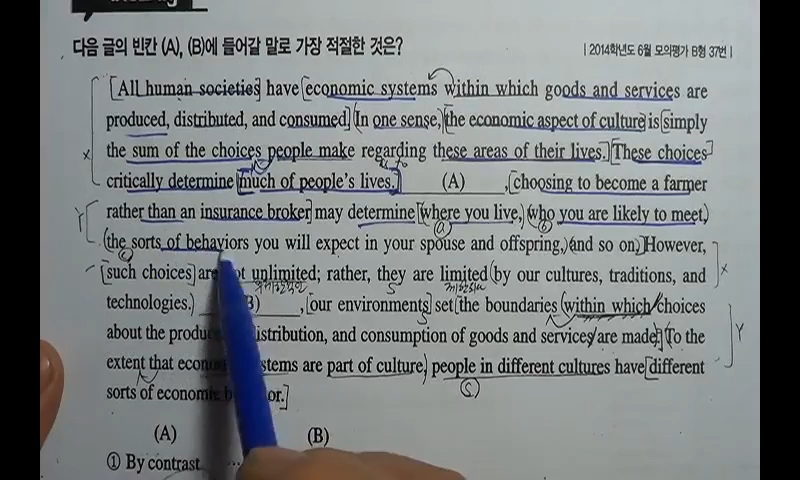 다음 글의 빈칸 (A), (B)에 들어갈 말로 가장 적절한 것은?
| 2014학년도 6월 모의평가 B형 37번 |
All human societies have economic systems within which goods and services are
produced, distributed, and consumed. In one sense, the economic aspect of culture is simply
the sum of the choices people make regarding these areas of their lives. These choices
critically determine much of people's lives. (A) , choosing to become a farmer
rather than an insurance broker may determine where you live, who you are likely to meet,
the sorts of behaviors you will expect in your spouse and offspring, and so on. However,
such choices are not unlimited; rather, they are limited by our cultures, traditions, and
technologies. B) , our environments set the boundaries within which choices
about the distribution, and consumption of goods and services are made. To the
extent that are part of culture, people in different cultures have different
sorts of economic
(A) (B)
① By contrast ...